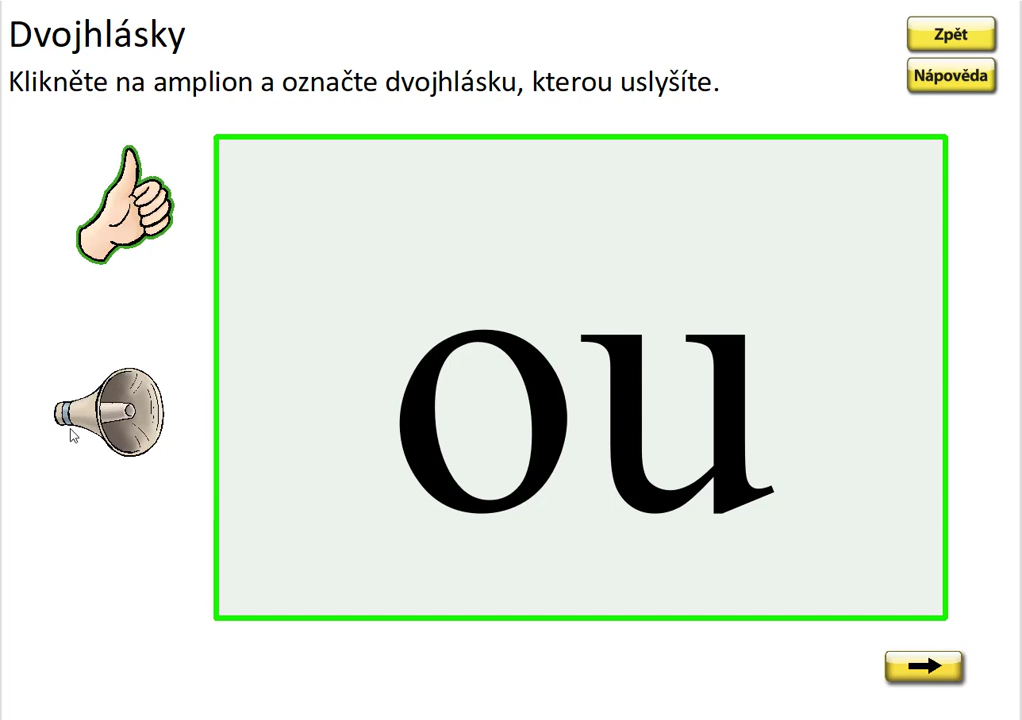 Dvojhlásky
Zpět
Klikněte na amplion a označte dvojhlásku, kterou uslyšíte.
Nápověda
ou